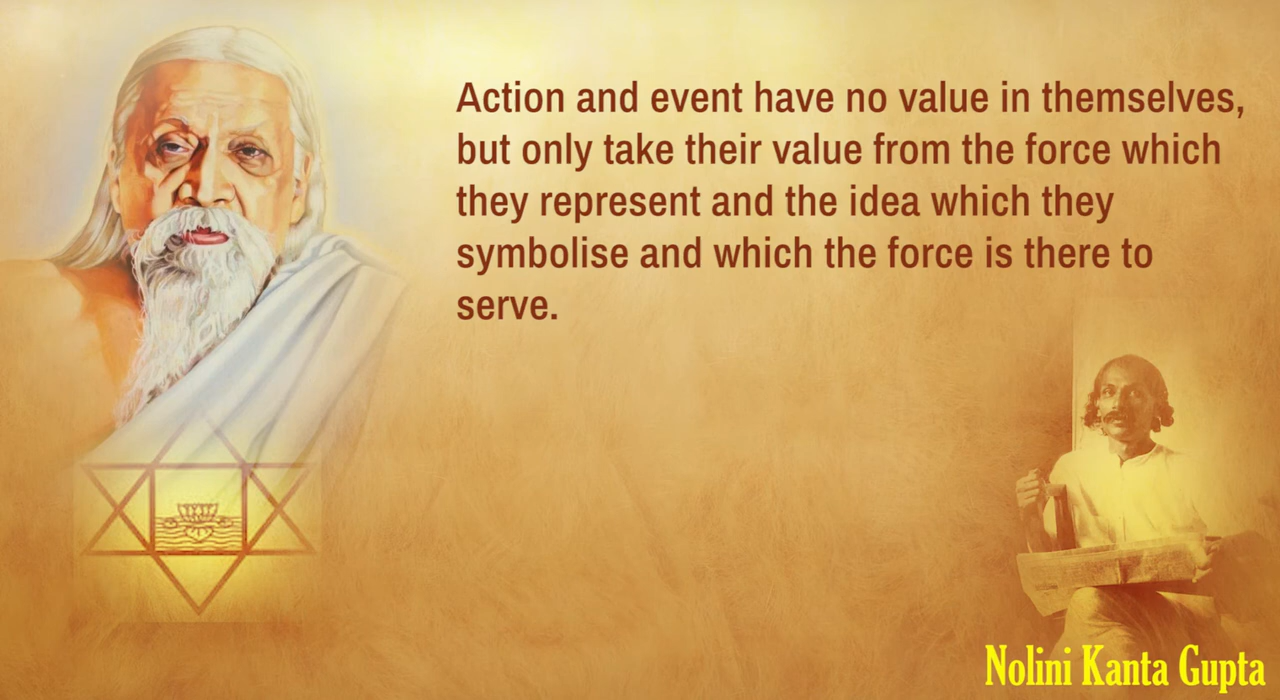 Action and event have no value in themselves,
but only take their value from the force which
they represent and the idea which they
symbolise and which the force is there to
serve.
Nolini Kanta Gupta